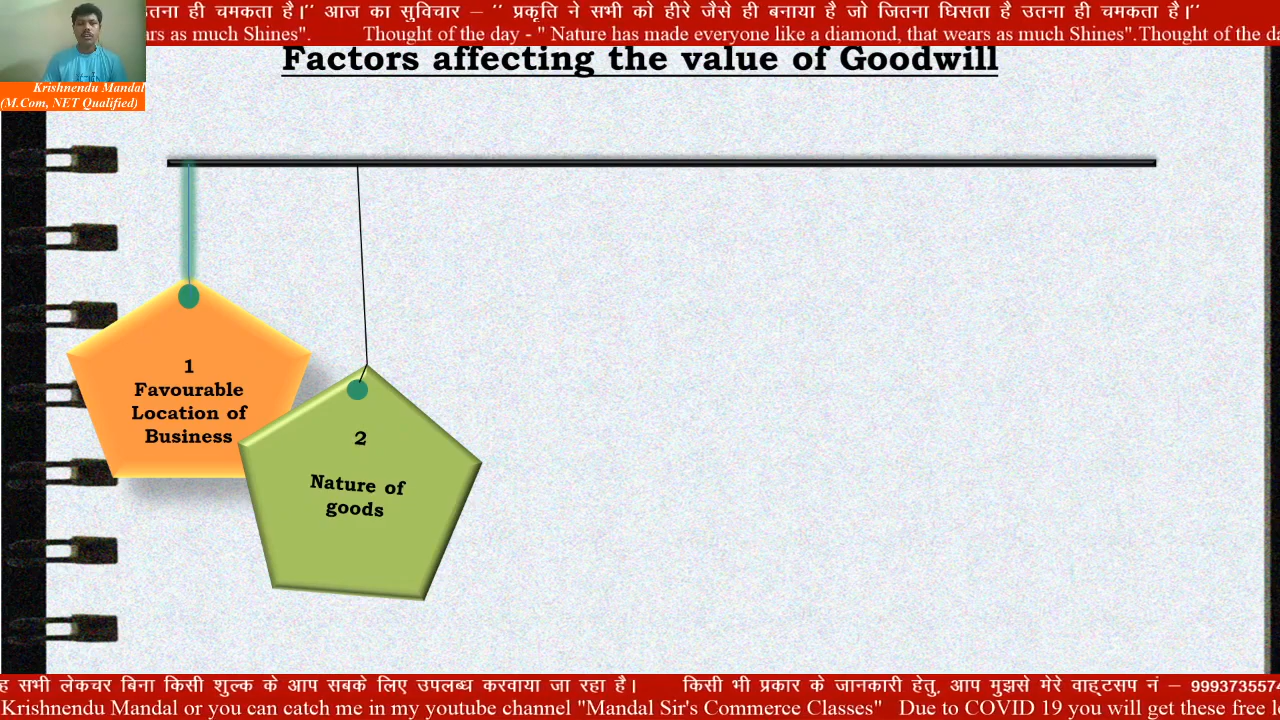 उतना ही चमकता है।" आज का सुविचार – " प्रकृति ने सभी को हीरे जैसे ही बनाया है जो जितना घिसता है उतना ही चमकता है।"
as much Shines". Thought of the day - " Nature has made everyone like a diamond, that wears as much Shines".Thought of the
Factors affecting the value of Goodwill
Krishnendu Mandal
(M.Com, NET Qualified)
1
Favourable
Location of
Business
2
Nature of
goods
सभी लेकचर बिना किसी शुल्क के आप सबके लिए उपलब्ध करवाया जा रहा है। किसी भी प्रकार के जानकारी हेतु, आप मुझसे मेरे वाह्टसप नं – 9993735574
Krishnendu Mandal or you can catch me in my youtube channel "Mandal Sir's Commerce Classes" Due to COVID 19 you will get these free